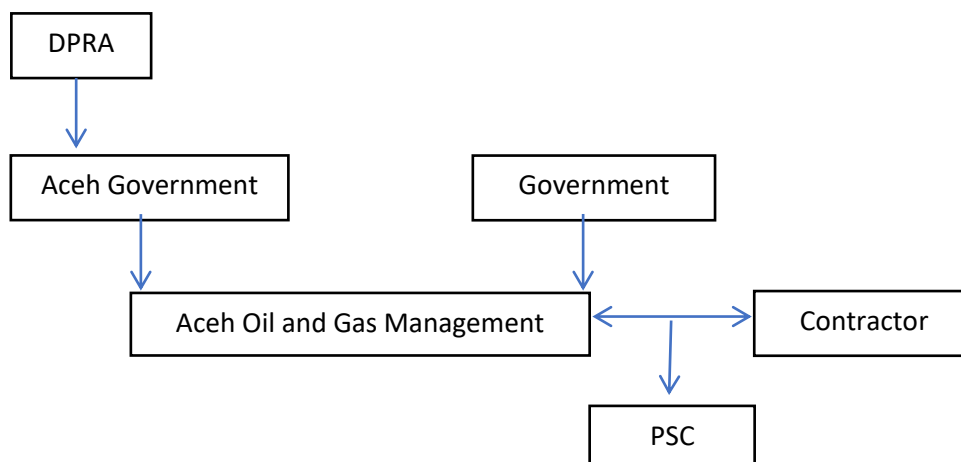 DPRA
Aceh Government
Government
Aceh Oil and Gas Management
Contractor
PSC